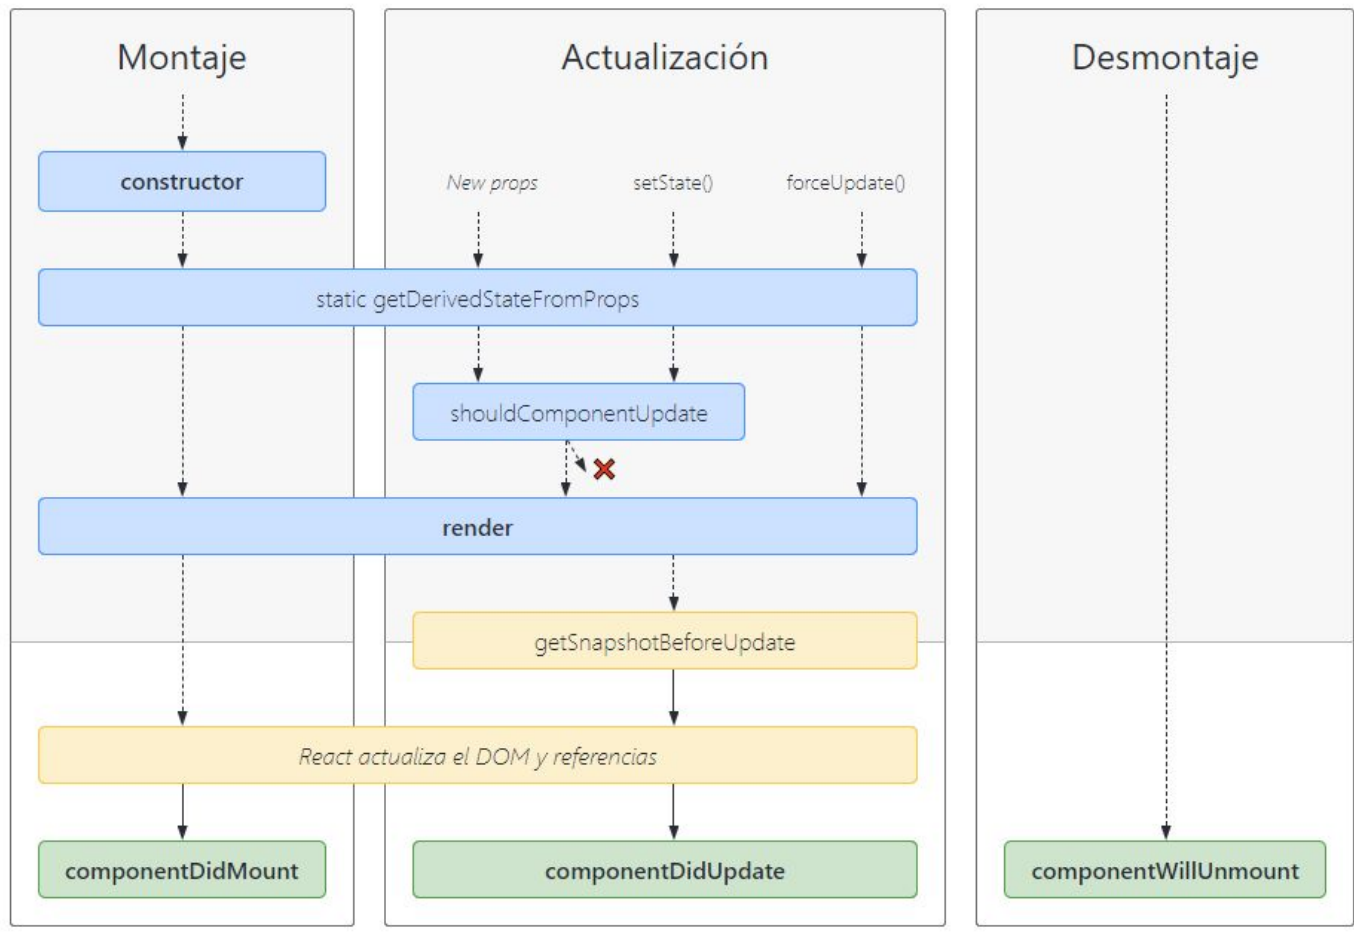 Montaje
Actualización
Desmontaje
constructor
New props
setState()
forceUpdate()
static getDerivedStateFromProps
shouldComponentUpdate
render
getSnapshotBeforeUpdate
React actualiza el DOM y referencias
componentDidMount
componentDidUpdate
componentWillUnmount